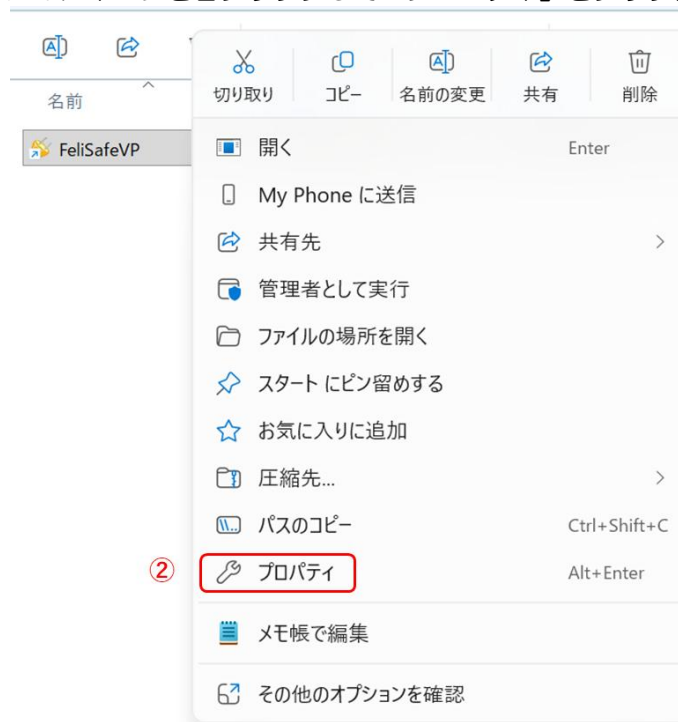 名前
FeliSafeVP
切り取り コピー 名前の変更 共有 削除
開く Enter
My Phone に送信
共有先
管理者として実行
ファイルの場所を開く
スタート にピン留めする
お気に入りに追加
圧縮先...
パスのコピー Ctrl+Shift+C
② プロパティ Alt+Enter
メモ帳で編集
その他のオプションを確認